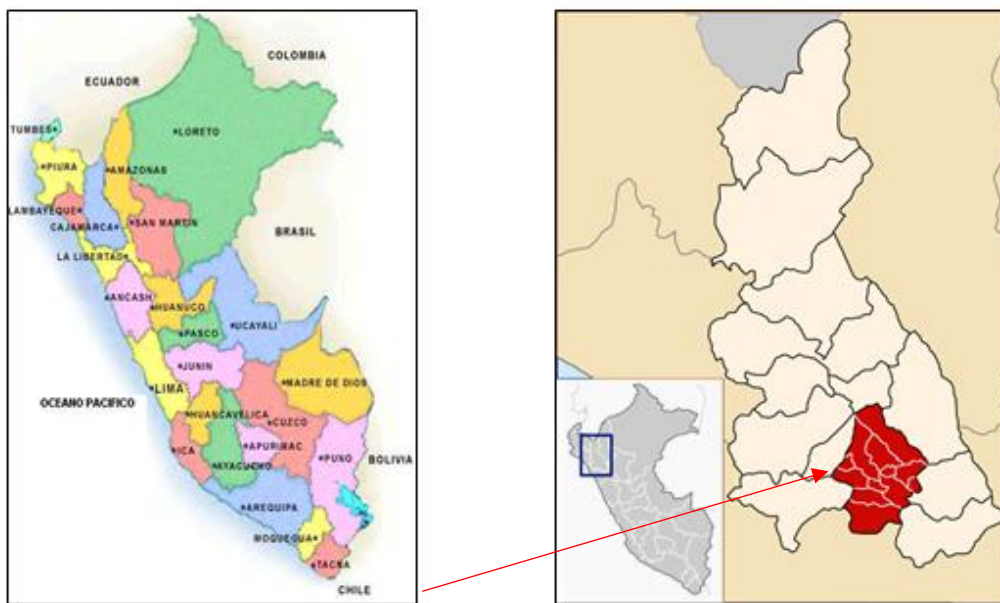 COLOMBIA
ECUADOR
LORETO
TUMBES
PIURA
AMAZONAS
LAMBAYEQUE
SAN MARTIN
CAJAMARCA
BRASIL
LA LIBERTAD
ANCASH
HUANUCO
UCAYALI
PASCO
JUNIN
LIMA
MADRE DE DIOS
OCEANO PACIFICO
HUANCAVELICA
CUZCO
APURIMAC
ICA
PUNO
BOLIVIA
AYACUCHO
AREQUIPA
MOQUEGUA
TACNA
CHILE